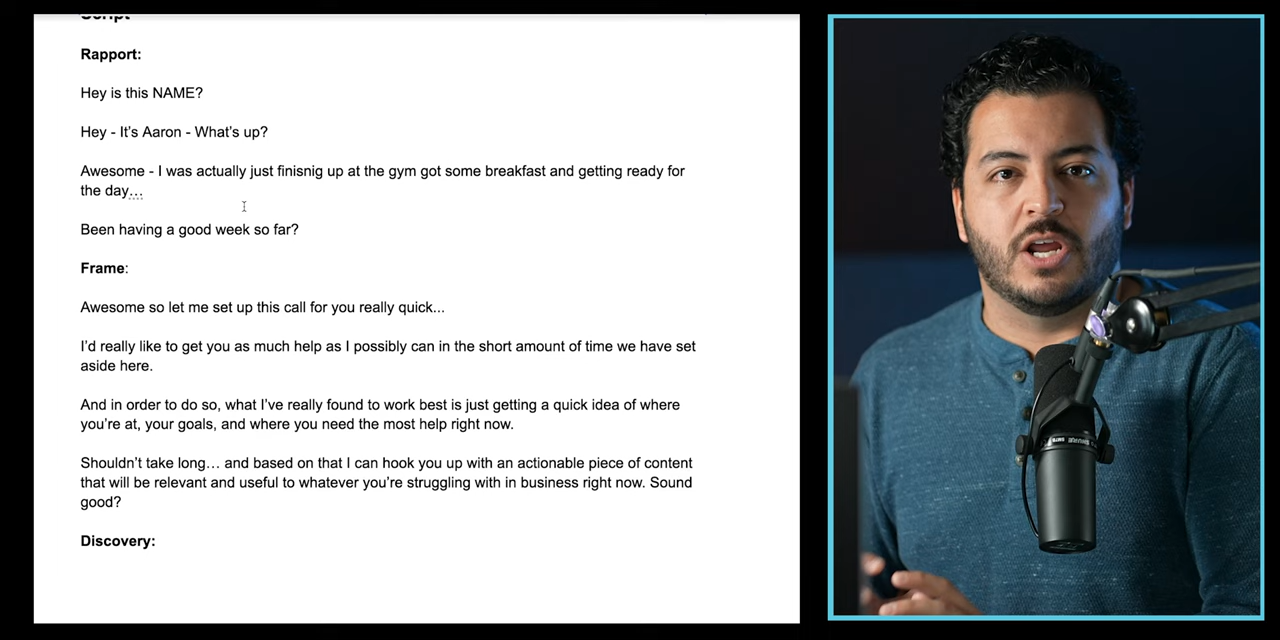 Script
Rapport:
Hey is this NAME?
Hey - It's Aaron - What's up?
Awesome - I was actually just finisnig up at the gym got some breakfast and getting ready for
the day…
Been having a good week so far?
Frame:
Awesome so let me set up this call for you really quick...
I'd really like to get you as much help as I possibly can in the short amount of time we have set
aside here.
And in order to do so, what I've really found to work best is just getting a quick idea of where
you're at, your goals, and where you need the most help right now.
Shouldn't take long… and based on that I can hook you up with an actionable piece of content
that will be relevant and useful to whatever you're struggling with in business right now. Sound
good?
Discovery: